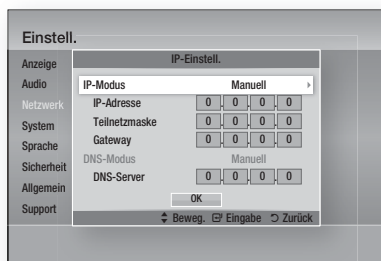 Einstell.
Anzeige
Audio
Netzwerk
System
Sprache
Sicherheit
Allgemein
Support
IP-Einstell.
IP-Modus Manuell
IP-Adresse 0 . 0 . 0 . 0
Teilnetzmaske 0 . 0 . 0 . 0
Gateway 0 . 0 . 0 . 0
DNS-Modus Manuell
DNS-Server 0 . 0 . 0 . 0
OK
Beweg. Eingabe Zurück